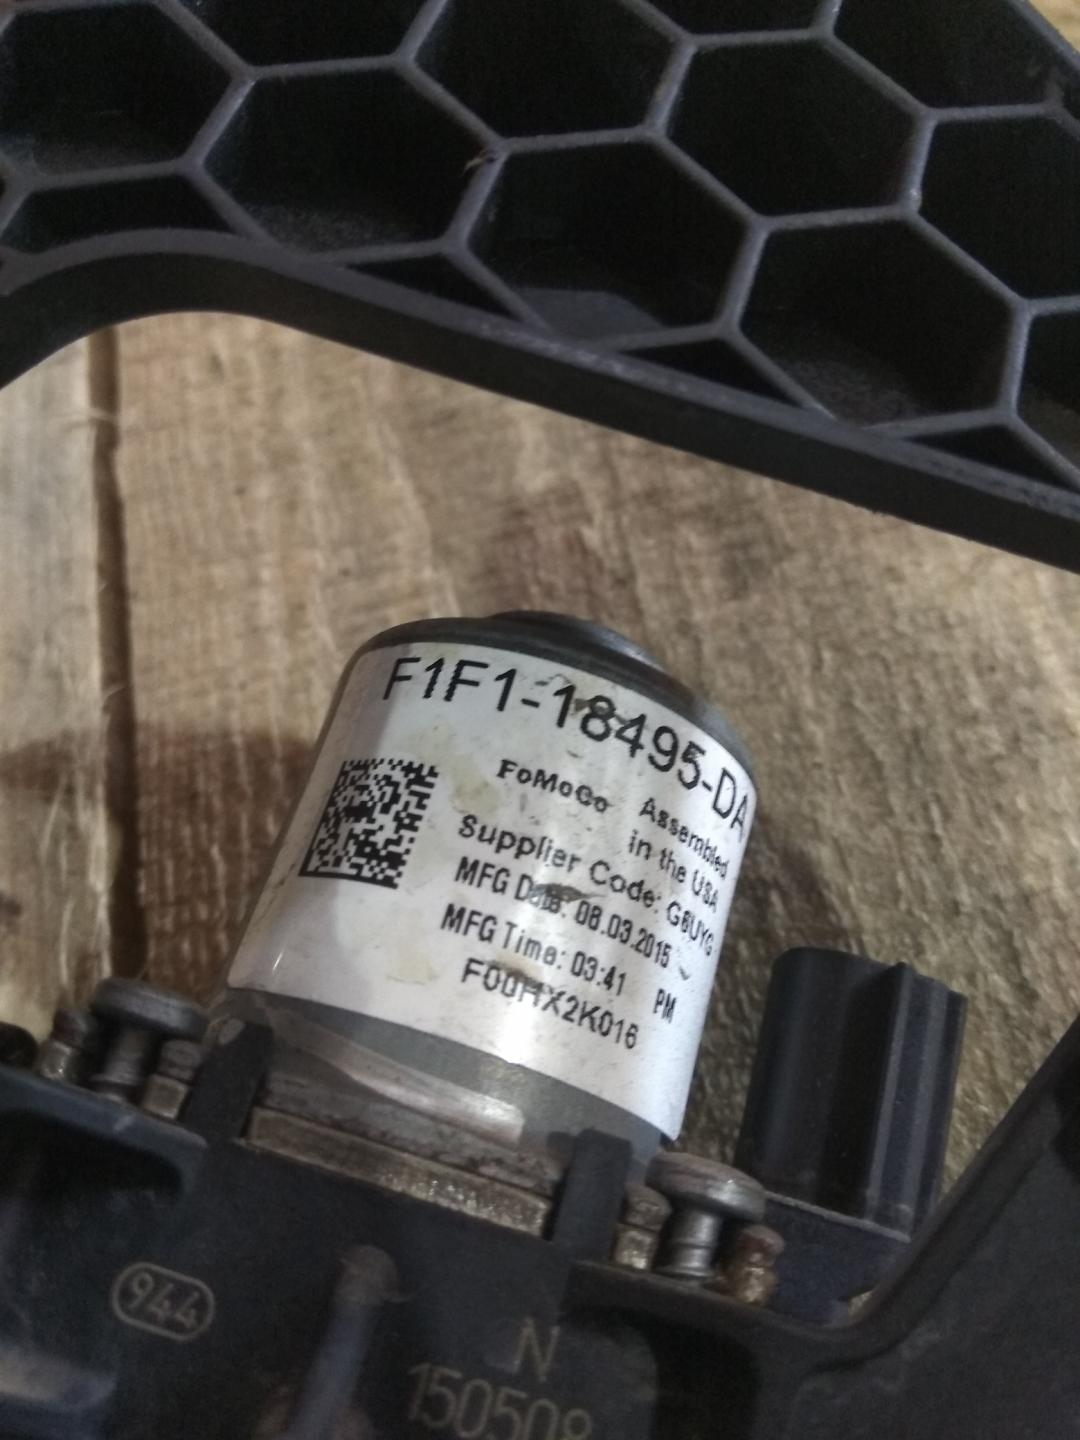 F1F1-18495-DA
FoMoCo Assembled
in the USA
Supplier Code: G6UYG
MFG Date: 08.03.2015
MFG Time: 03:41 PM
F00HX2K016
944
N
150508